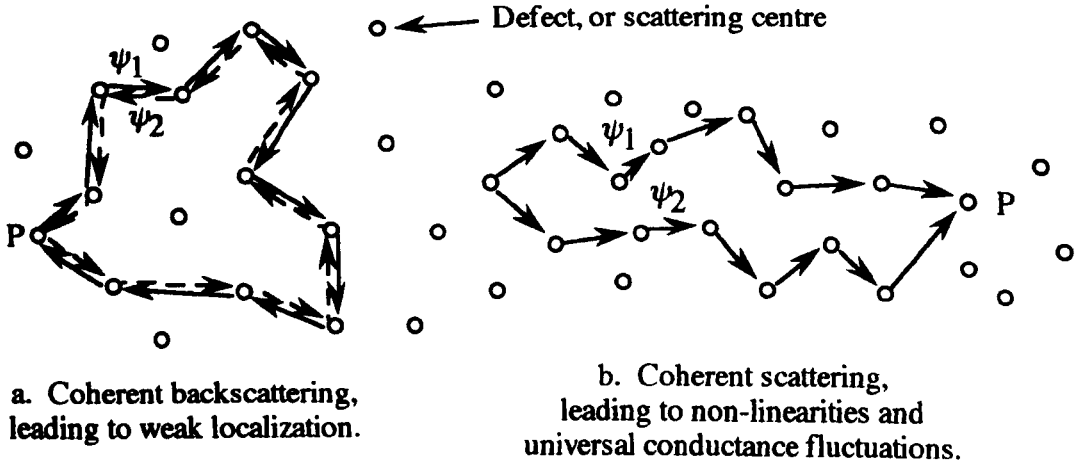 Defect, or scattering centre
ψ1
ψ2
P
ψ1
ψ2
P
a. Coherent backscattering,
leading to weak localization.
b. Coherent scattering,
leading to non-linearities and
universal conductance fluctuations.